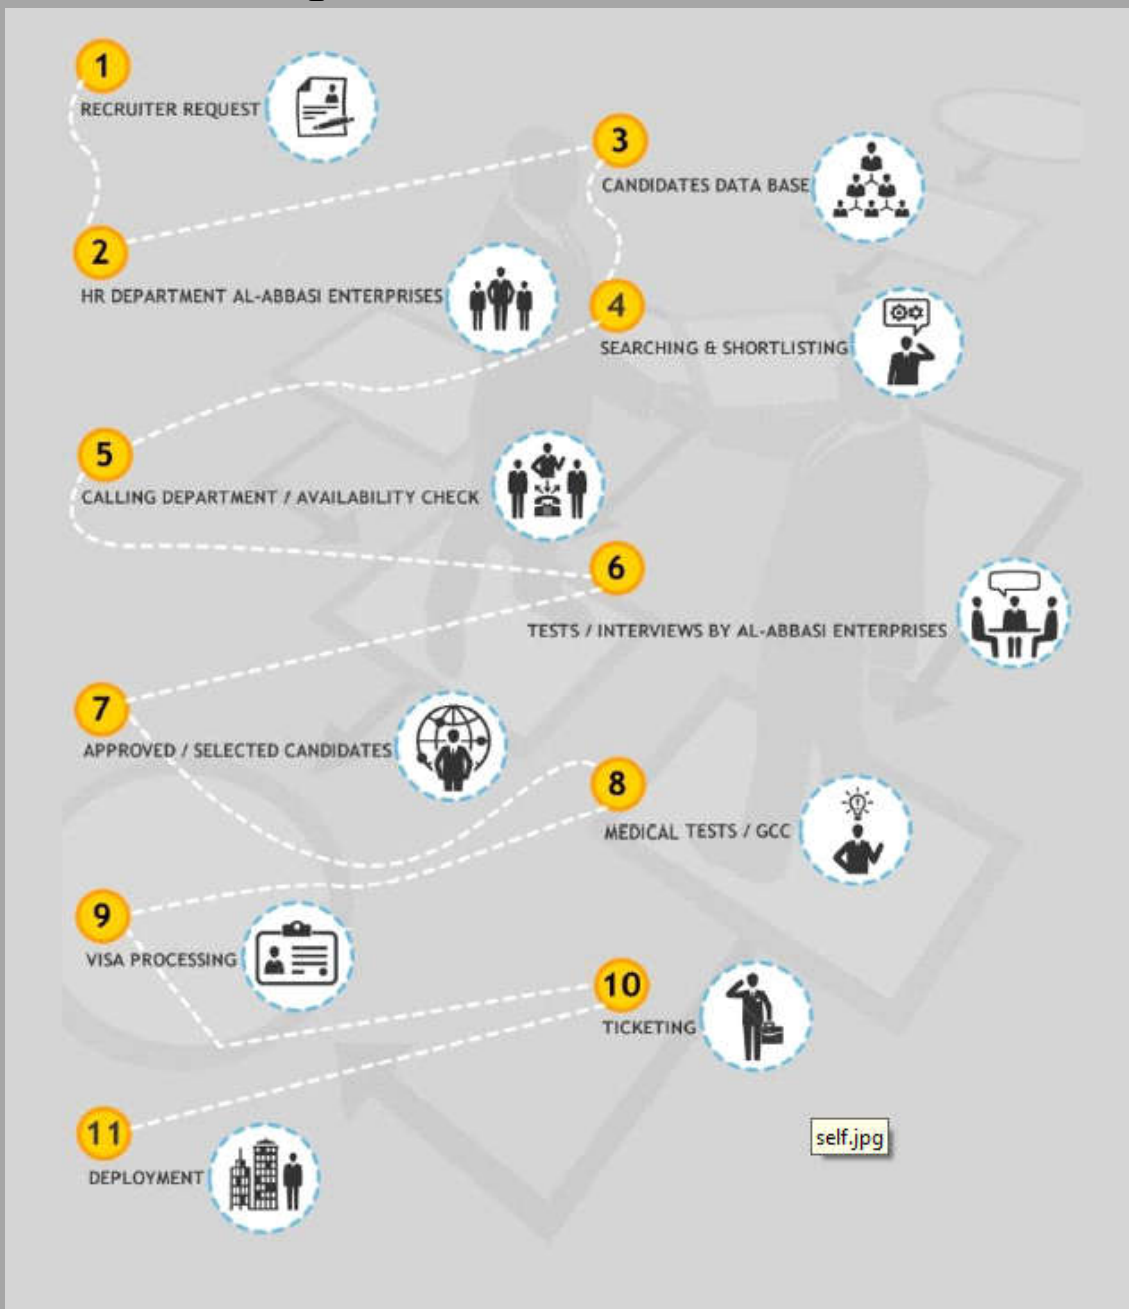 1
RECRUITER REQUEST
2
HR DEPARTMENT AL-ABBASI ENTERPRISES
3
CANDIDATES DATA BASE
4
SEARCHING & SHORTLISTING
5
CALLING DEPARTMENT / AVAILABILITY CHECK
6
TESTS / INTERVIEWS BY AL-ABBASI ENTERPRISES
7
APPROVED / SELECTED CANDIDATES
8
MEDICAL TESTS / GCC
9
VISA PROCESSING
10
TICKETING
11
DEPLOYMENT
self.jpg